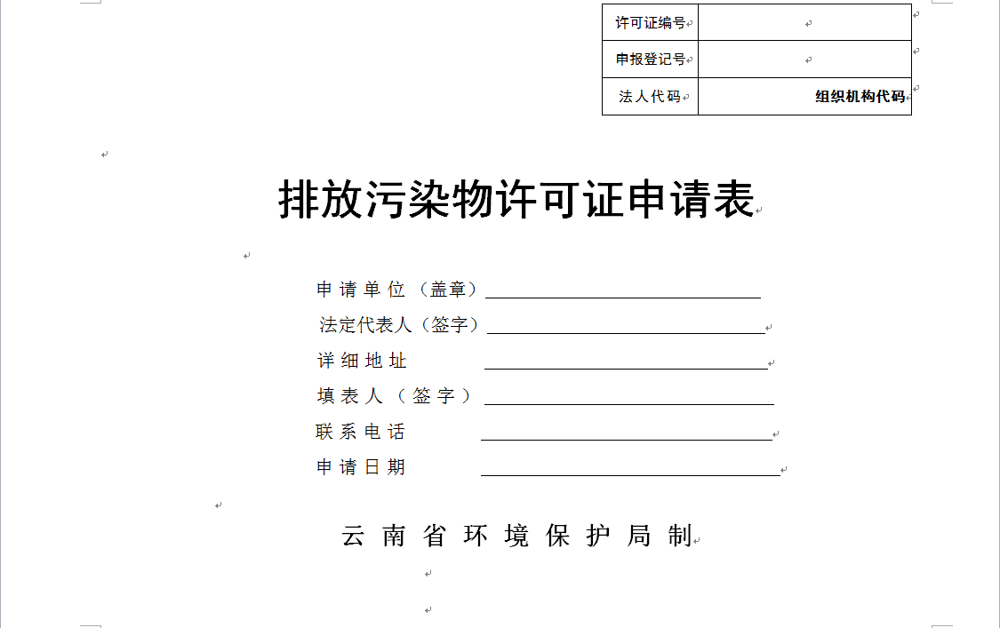 许可证编号
申报登记号
法人代码 组织机构代码
排放污染物许可证申请表
申请单位（盖章）
法定代表人（签字）
详细地址
填表人（签字）
联系电话
申请日期
云南省环境保护局制